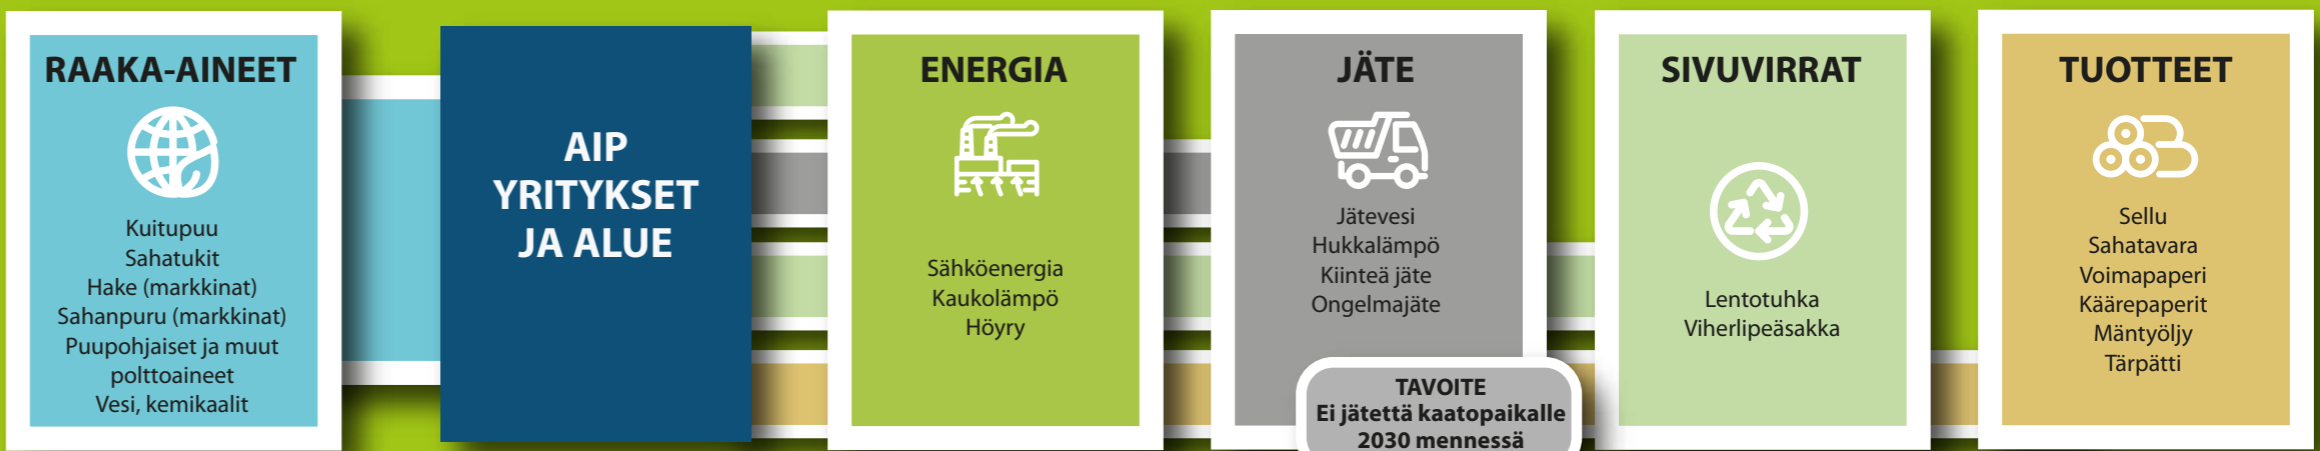 RAAKA-AINEET
Kuitupuu
Sahatukit
Hake (markkinat)
Sahanpuru (markkinat)
Puupohjaiset ja muut
polttoaineet
Vesi, kemikaalit
AIP
YRITYKSET
JA ALUE
ENERGIA
Sähköenergia
Kaukolämpö
Höyry
JÄTE
Jätevesi
Hukkalämpö
Kiinteä jäte
Ongelmajäte
TAVOITE
Ei jätettä kaatopaikalle
2030 mennessä
SIVUVIRRAT
Lentotuhka
Viherlipeäsakka
TUOTTEET
Sellu
Sahatavara
Voimapaperi
Käärepaperit
Mäntyöljy
Tärpätti